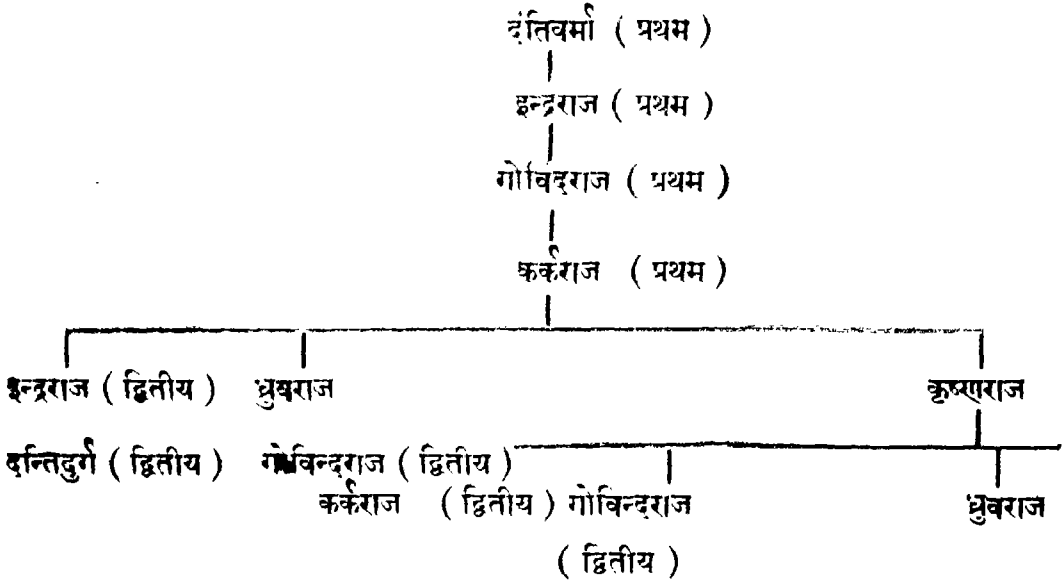 दंतिवर्मा ( प्रथम )
इन्द्रराज ( प्रथम )
गोविंदराज ( प्रथम )
कर्कराज ( प्रथम )
इन्द्रराज ( द्वितीय ) ध्रुवराज कृष्णराज
दन्तिदुर्ग ( द्वितीय ) गोविन्दराज ( द्वितीय )
कर्कराज ( द्वितीय ) गोविन्दराज ध्रुवराज
( द्वितीय )